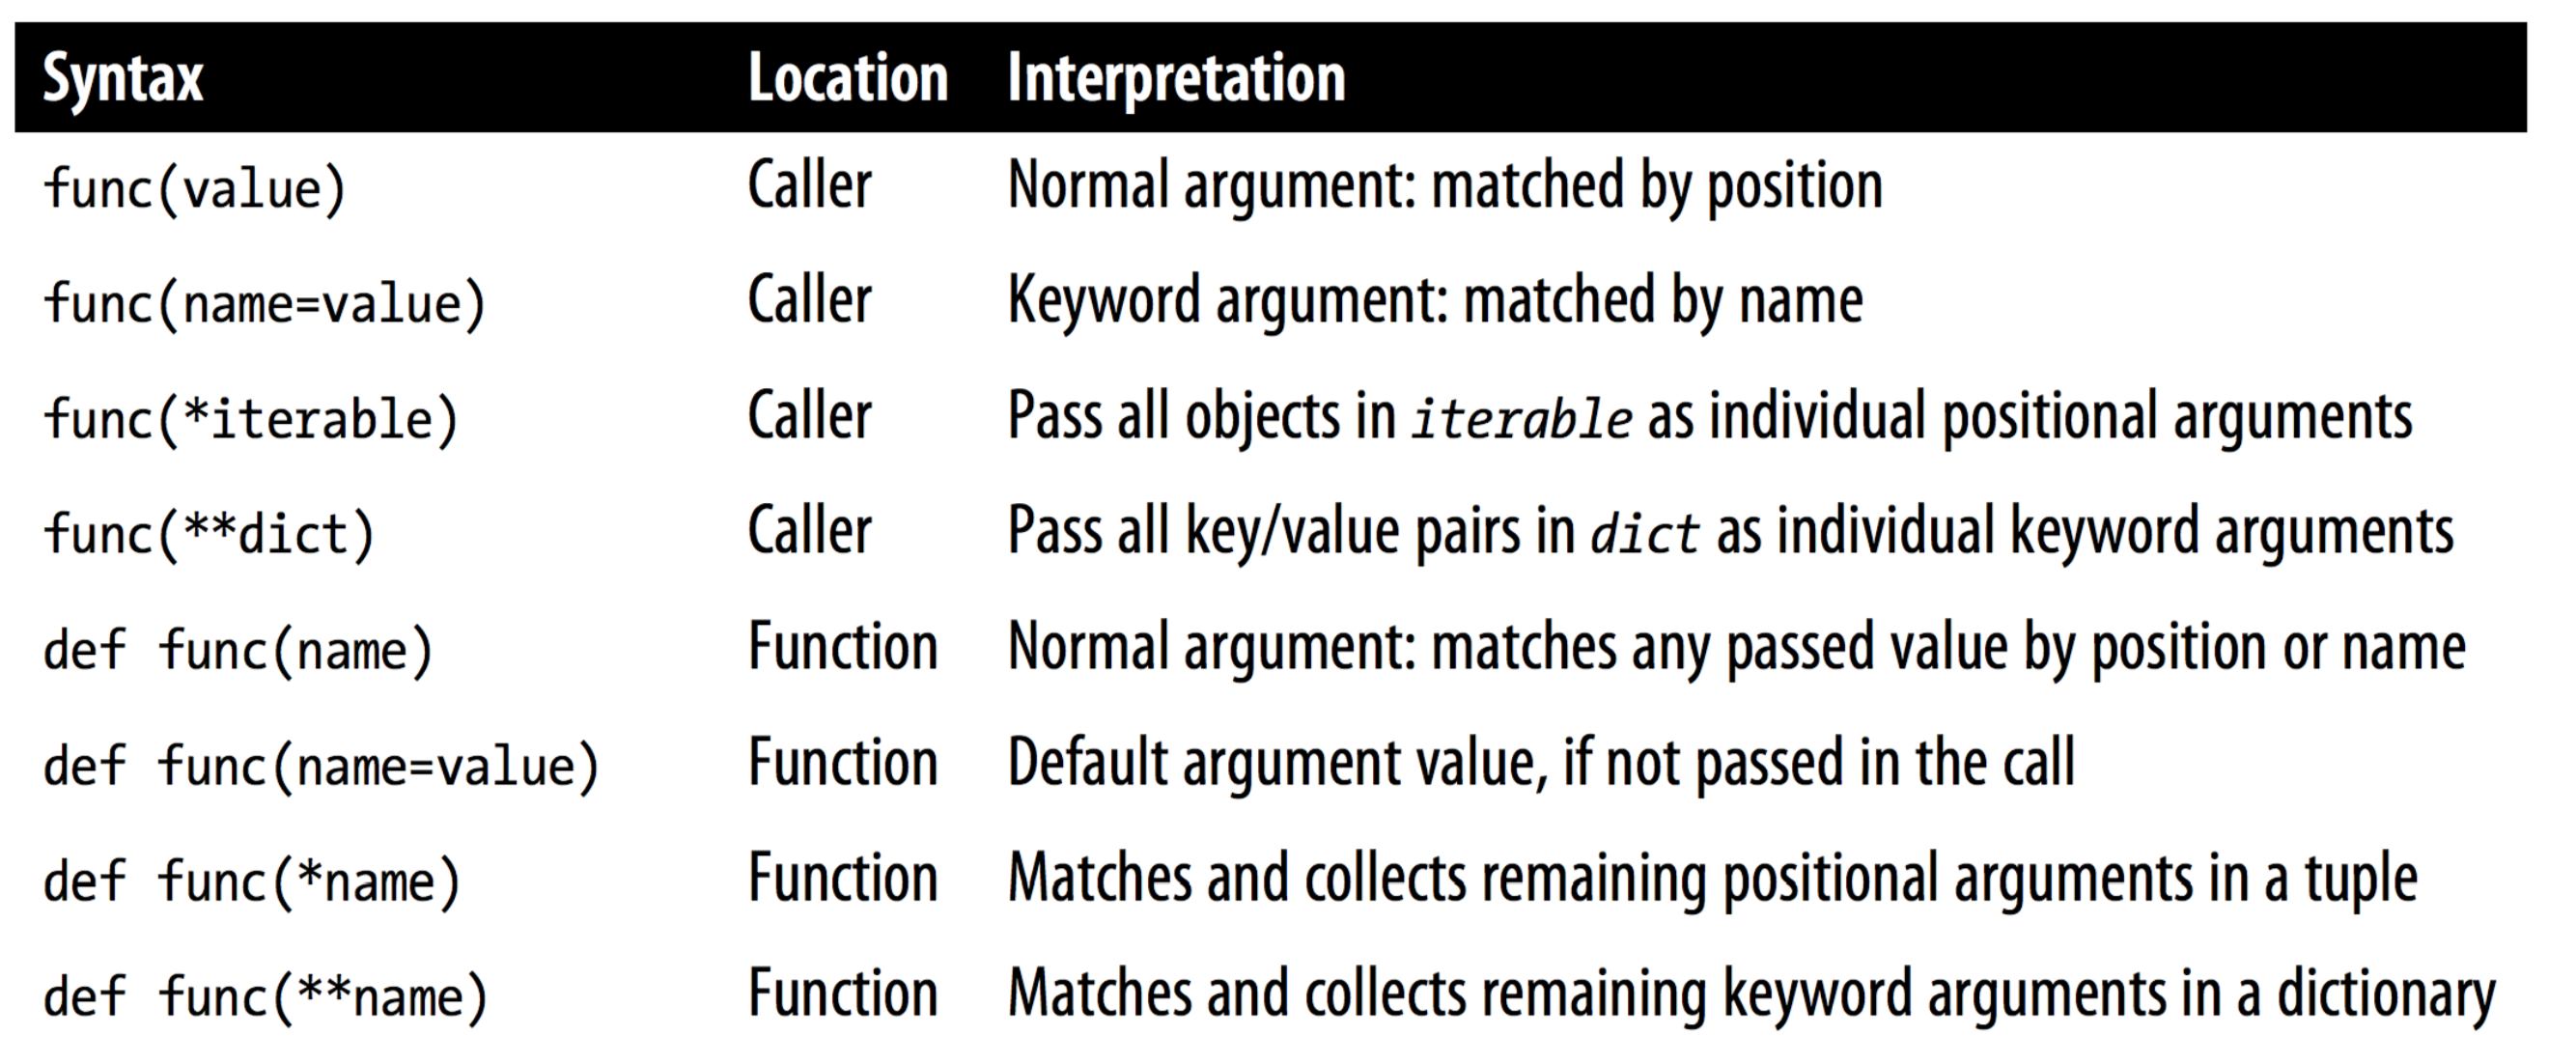 Syntax Location Interpretation
func(value) Caller Normal argument: matched by position
func(name=value) Caller Keyword argument: matched by name
func(*iterable) Caller Pass all objects in iterable as individual positional arguments
func(**dict) Caller Pass all key/value pairs in dict as individual keyword arguments
def func(name) Function Normal argument: matches any passed value by position or name
def func(name=value) Function Default argument value, if not passed in the call
def func(*name) Function Matches and collects remaining positional arguments in a tuple
def func(**name) Function Matches and collects remaining keyword arguments in a dictionary